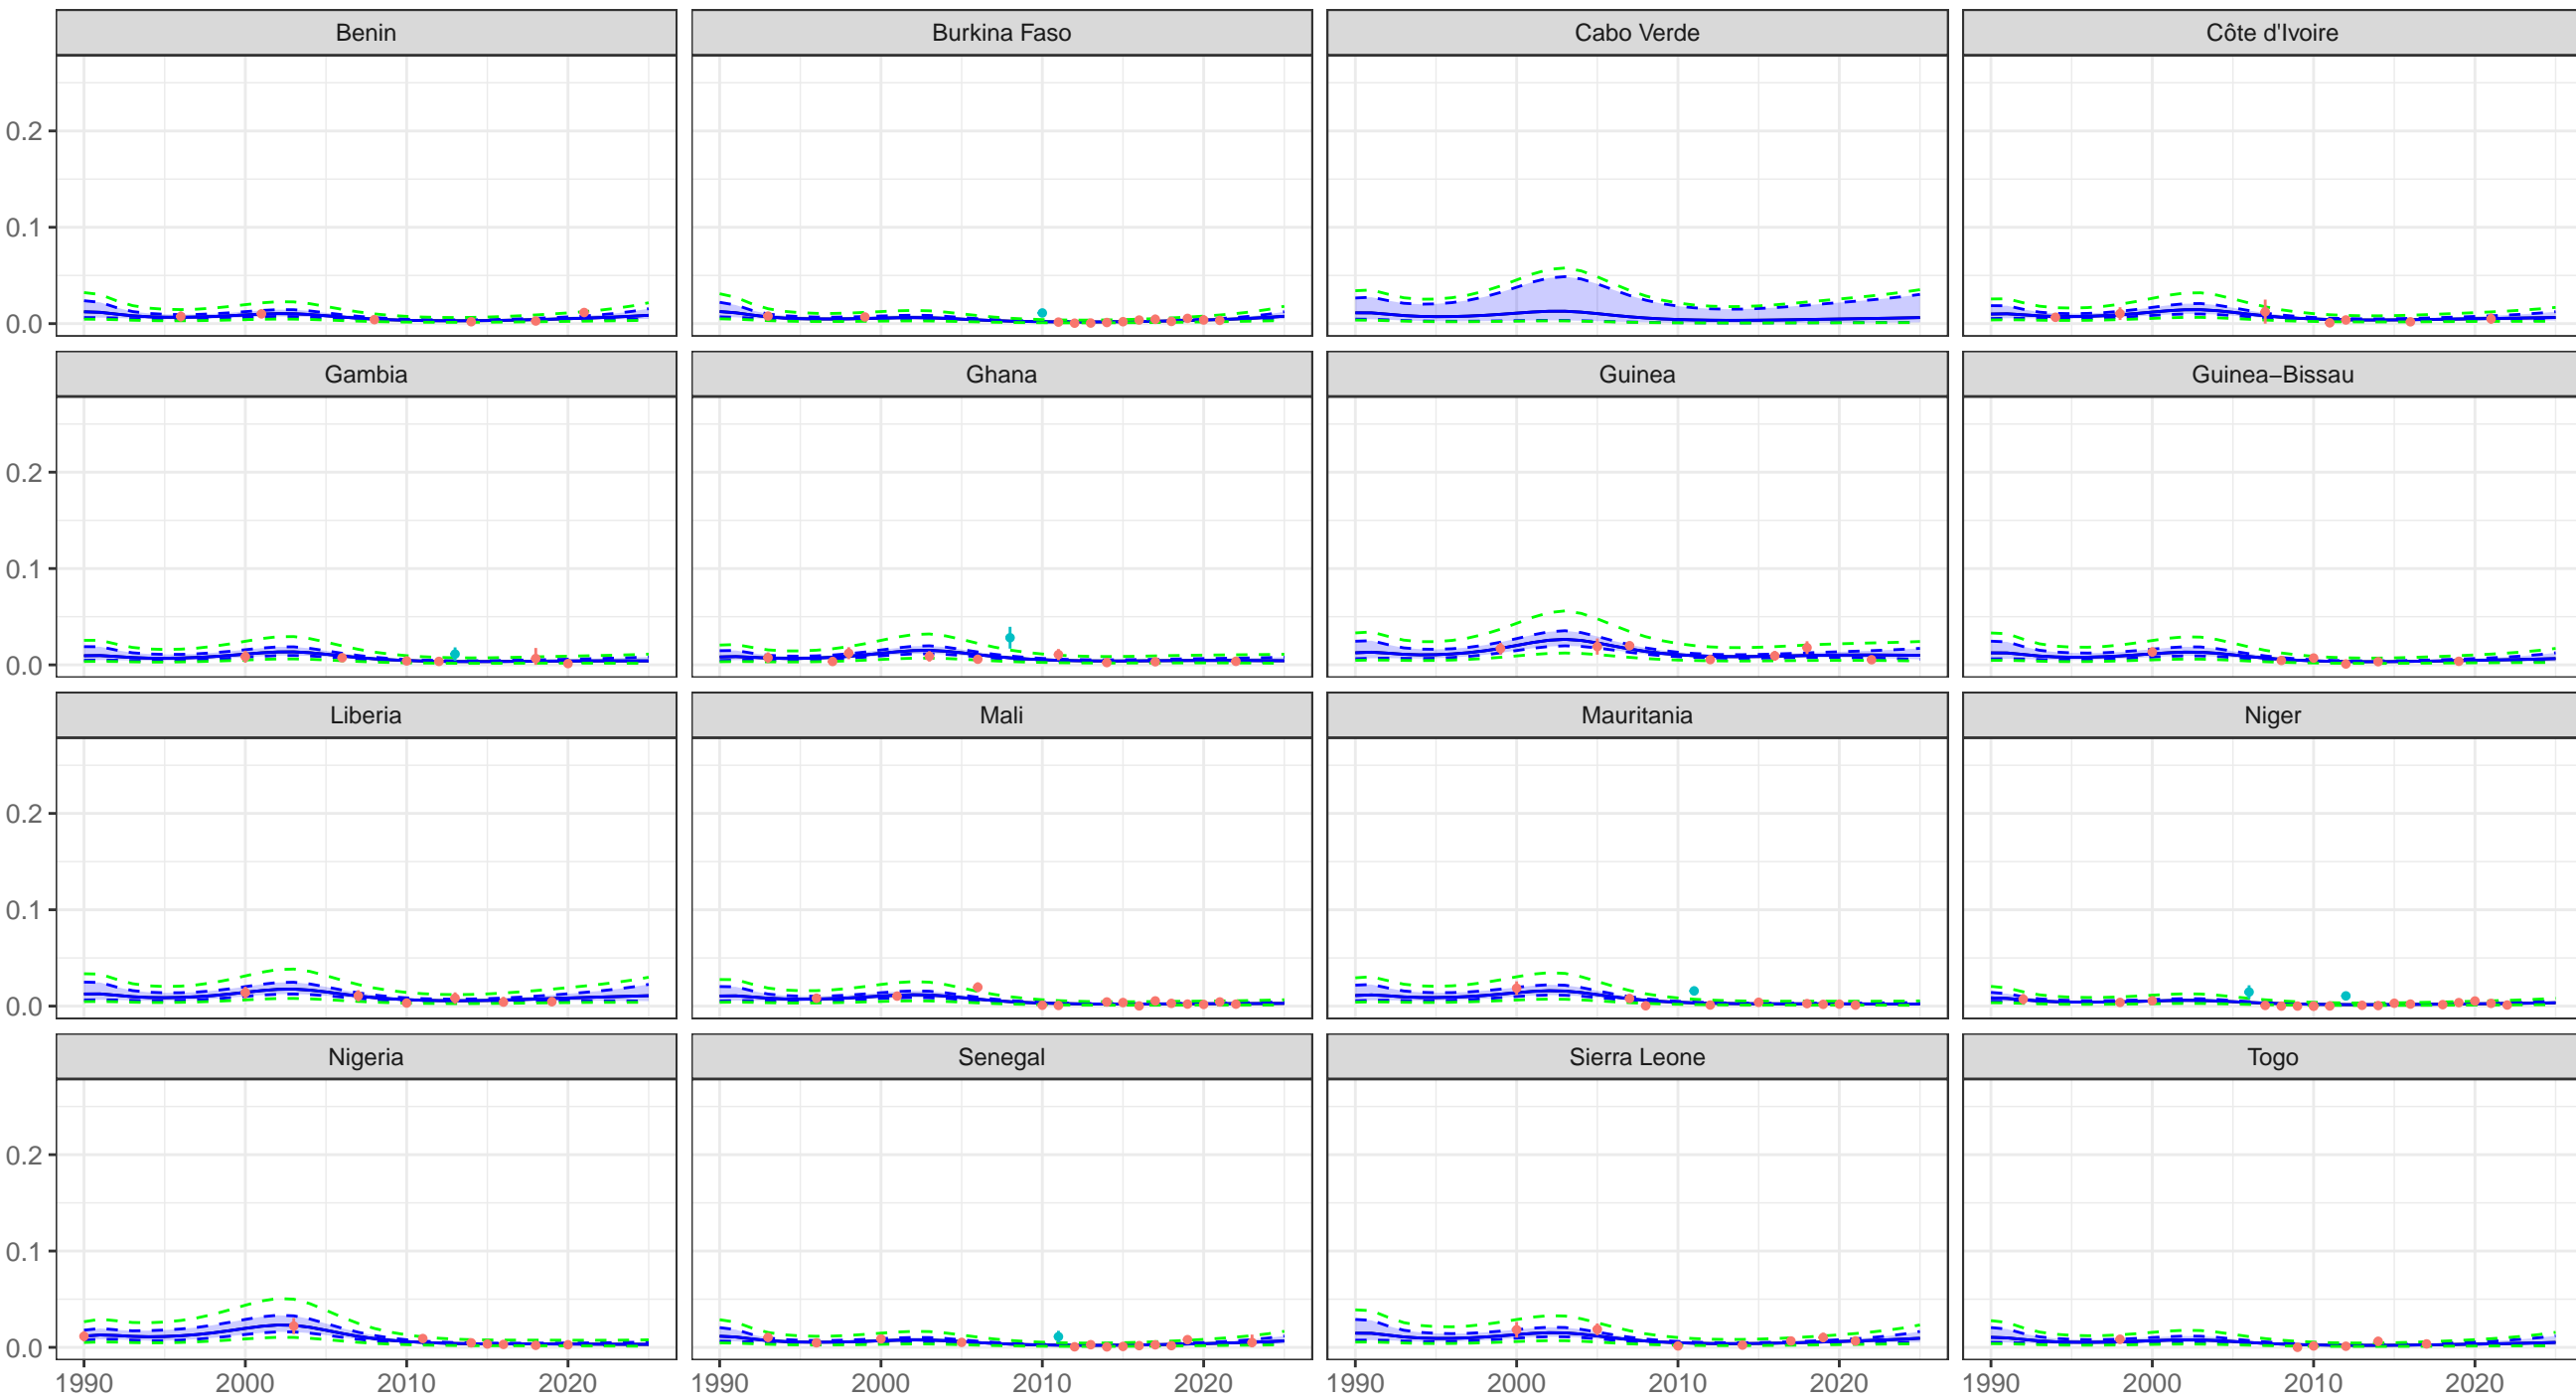 Benin Burkina Faso Cabo Verde Côte d'Ivoire
0.2
0.1
0.0
Gambia Ghana Guinea Guinea–Bissau
0.2
0.1
0.0
Liberia Mali Mauritania Niger
0.2
0.1
0.0
Nigeria Senegal Sierra Leone Togo
0.2
0.1
0.0
1990 2000 2010 2020 1990 2000 2010 2020 1990 2000 2010 2020 1990 2000 2010 2020